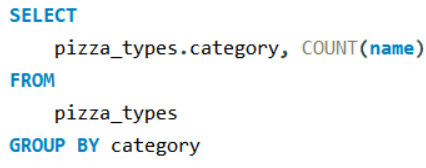 SELECT
    pizza_types.category, COUNT(name)
FROM
    pizza_types
GROUP BY category